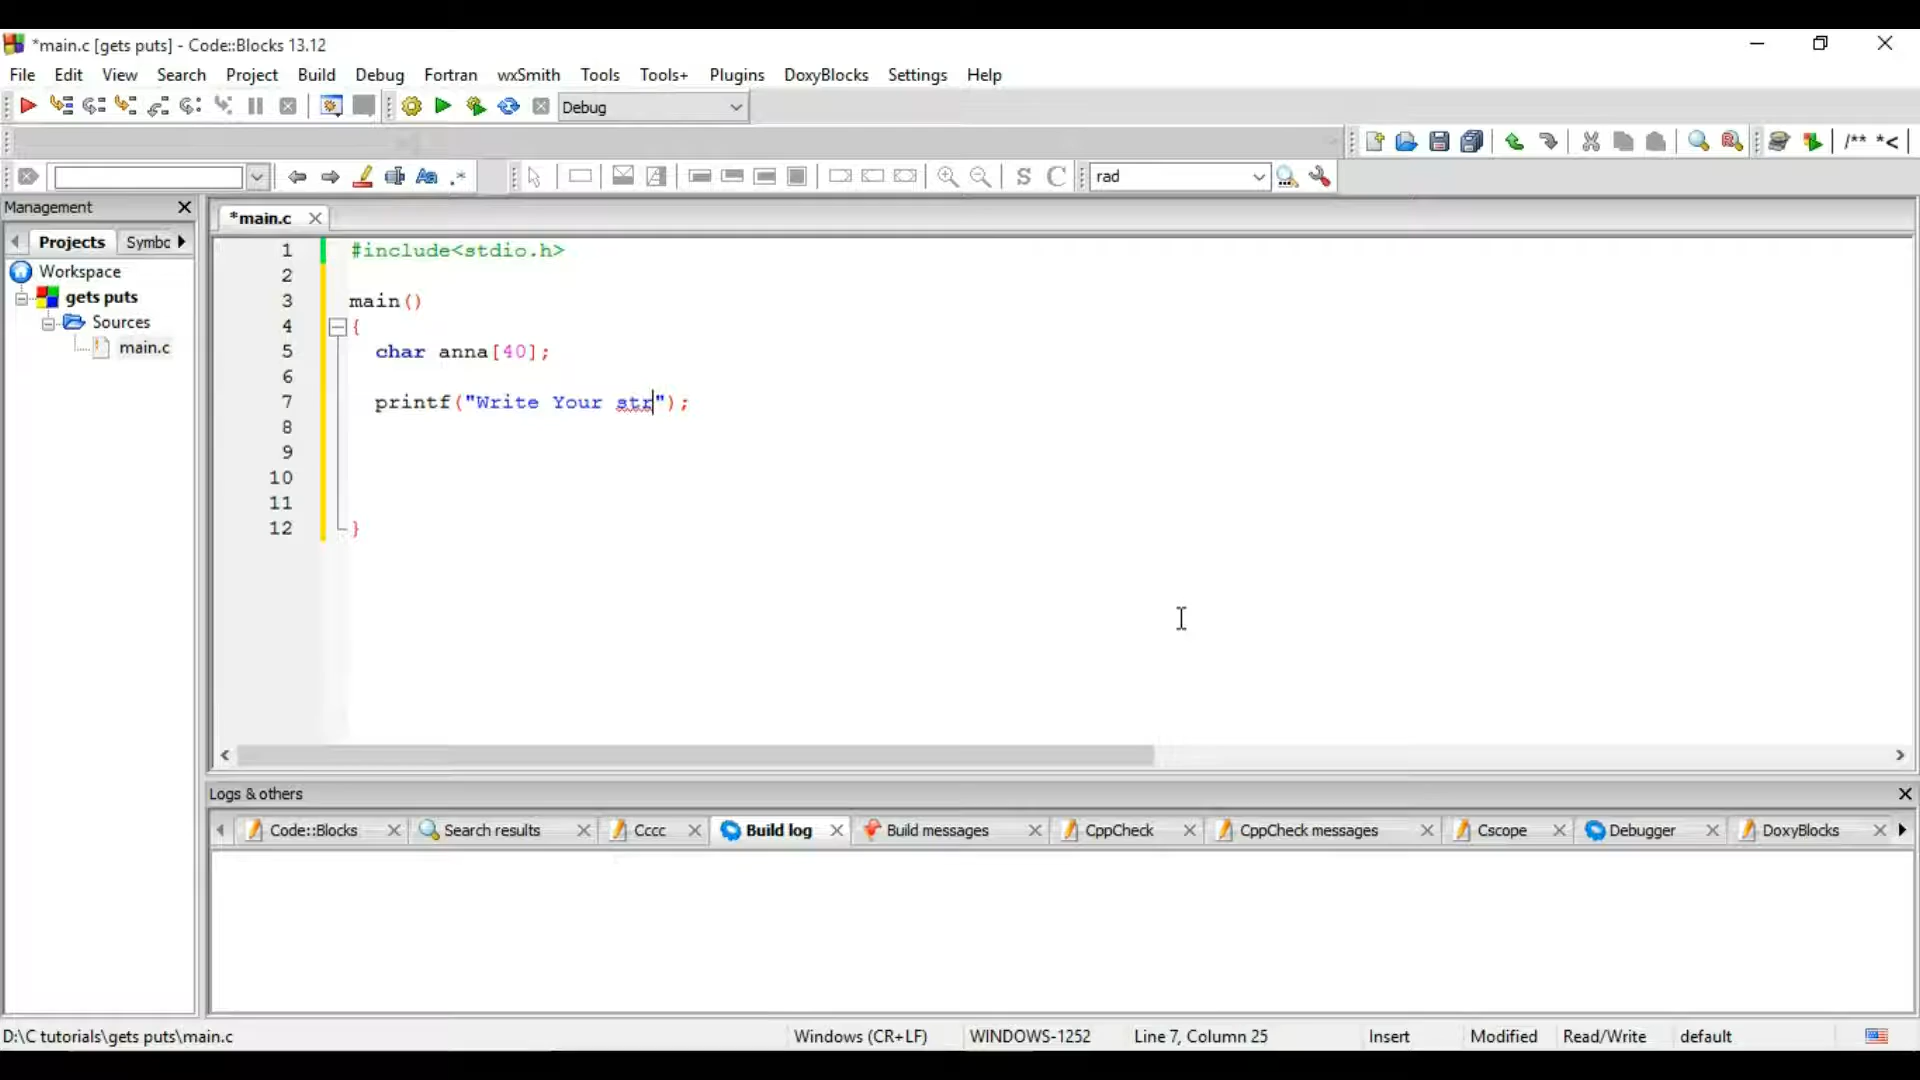 *main.c [gets puts] - Code::Blocks 13.12
File Edit View Search Project Build Debug Fortran wxSmith Tools Tools+ Plugins DoxyBlocks Settings Help
Debug
/** *<
rad
Management
*main.c
Projects Symbc
Workspace
gets puts
Sources
main.c
1 #include<stdio.h>
2
3 main()
4 {
5 char anna[40];
6
7 printf("Write Your str");
8
9
10
11
12 }
Logs & others
Code::Blocks Search results Cccc Build log Build messages CppCheck CppCheck messages Cscope Debugger DoxyBlocks
D:\C tutorials\gets puts\main.c Windows (CR+LF) WINDOWS-1252 Line 7, Column 25 Insert Modified Read/Write default